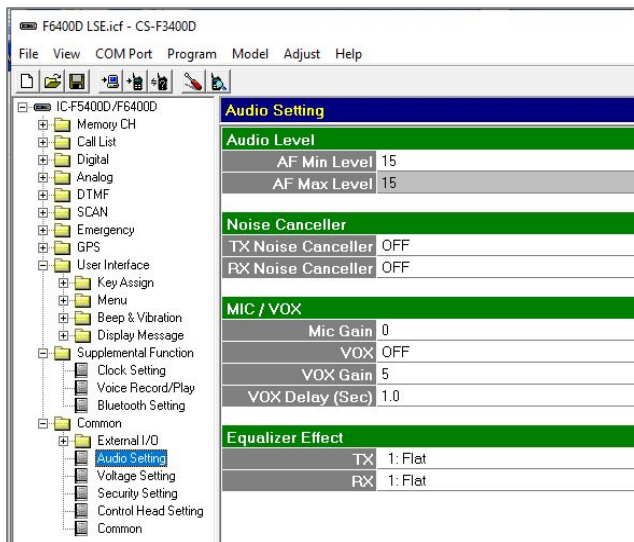 F6400D LSE.icf - CS-F3400D
File View COM Port Program Model Adjust Help
IC-F5400D/F6400D
Memory CH
Call List
Digital
Analog
DTMF
SCAN
Emergency
GPS
User Interface
Key Assign
Menu
Beep & Vibration
Display Message
Supplemental Function
Clock Setting
Voice Record/Play
Bluetooth Setting
Common
External I/O
Audio Setting
Voltage Setting
Security Setting
Control Head Setting
Common
Audio Setting
Audio Level
AF Min Level 15
AF Max Level 15
Noise Canceller
TX Noise Canceller OFF
RX Noise Canceller OFF
MIC / VOX
Mic Gain 0
VOX OFF
VOX Gain 5
VOX Delay (Sec) 1.0
Equalizer Effect
TX 1: Flat
RX 1: Flat